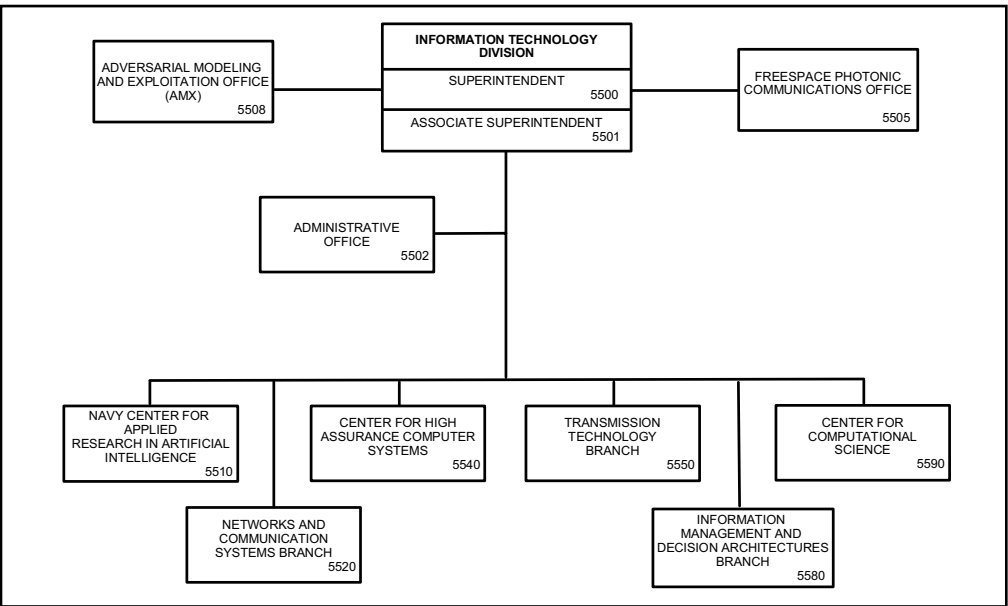 INFORMATION TECHNOLOGY
DIVISION
SUPERINTENDENT
5500
ASSOCIATE SUPERINTENDENT
5501
ADVERSARIAL MODELING
AND EXPLOITATION OFFICE
(AMX)
5508
FREESPACE PHOTONIC
COMMUNICATIONS OFFICE
5505
ADMINISTRATIVE
OFFICE
5502
NAVY CENTER FOR
APPLIED
RESEARCH IN ARTIFICIAL
INTELLIGENCE
5510
CENTER FOR HIGH
ASSURANCE COMPUTER
SYSTEMS
5540
TRANSMISSION
TECHNOLOGY
BRANCH
5550
CENTER FOR
COMPUTATIONAL
SCIENCE
5590
NETWORKS AND
COMMUNICATION
SYSTEMS BRANCH
5520
INFORMATION
MANAGEMENT AND
DECISION ARCHITECTURES
BRANCH
5580